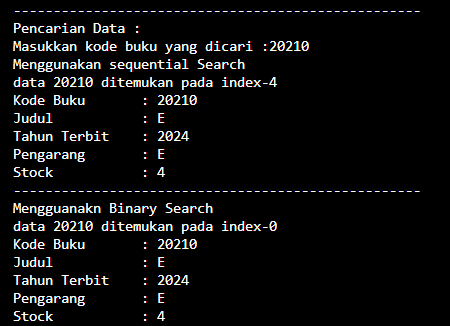 ---------------------------------------------------
Pencarian Data :
Masukkan kode buku yang dicari :20210
Menggunakan sequential Search
data 20210 ditemukan pada index-4
Kode Buku      : 20210
Judul          : E
Tahun Terbit   : 2024
Pengarang      : E
Stock          : 4
---------------------------------------------------
Mengguanakn Binary Search
data 20210 ditemukan pada index-0
Kode Buku      : 20210
Judul          : E
Tahun Terbit   : 2024
Pengarang      : E
Stock          : 4